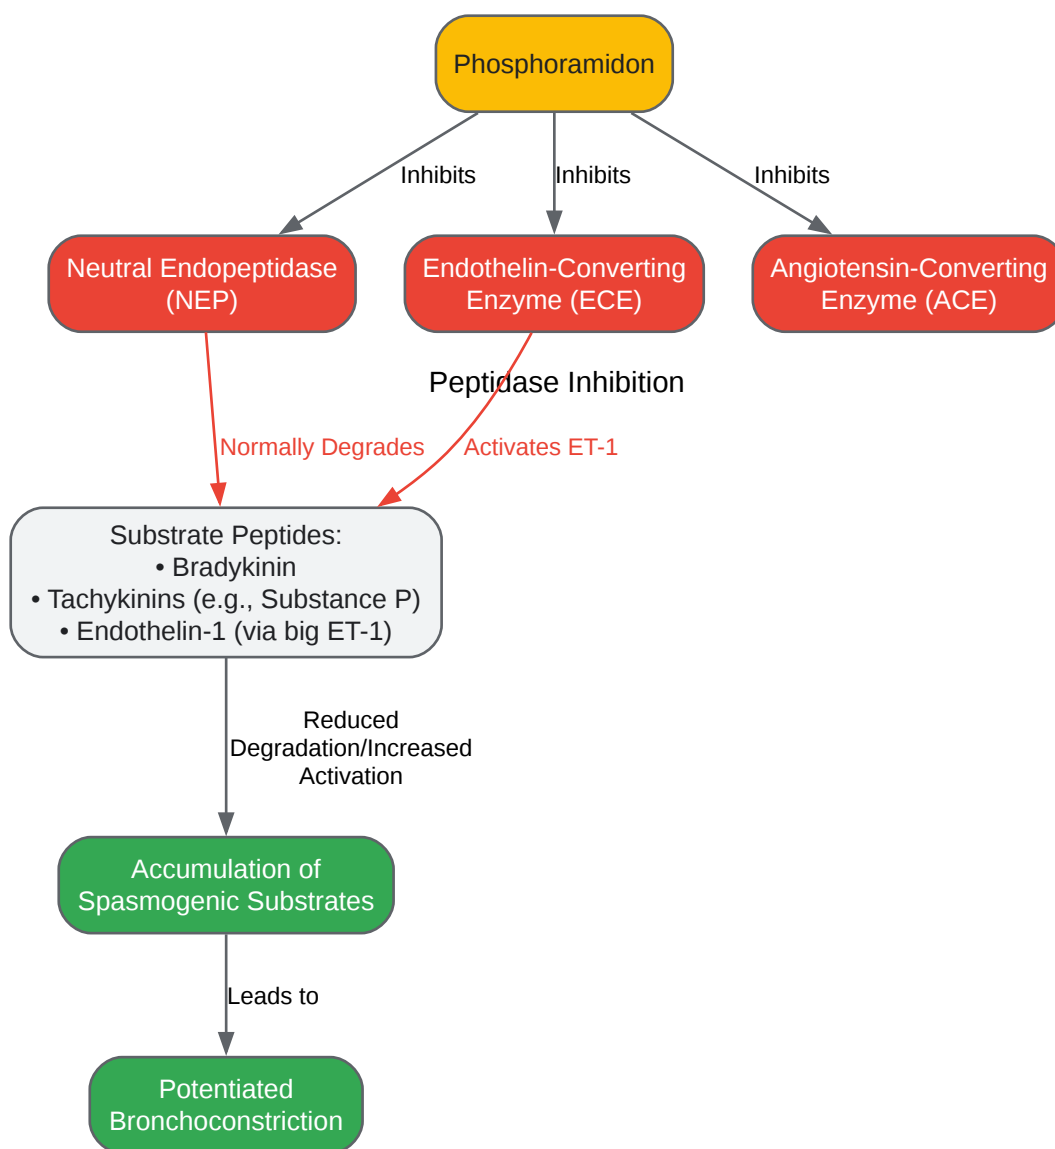 Phosphoramidon
Inhibits
Inhibits
Inhibits
Neutral Endopeptidase
(NEP)
Endothelin-Converting
Enzyme (ECE)
Angiotensin-Converting
Enzyme (ACE)
Peptidase Inhibition
Normally Degrades
Activates ET-1
Substrate Peptides:
• Bradykinin
• Tachykinins (e.g., Substance P)
• Endothelin-1 (via big ET-1)
Reduced
Degradation/Increased
Activation
Accumulation of
Spasmogenic Substrates
Leads to
Potentiated
Bronchoconstriction